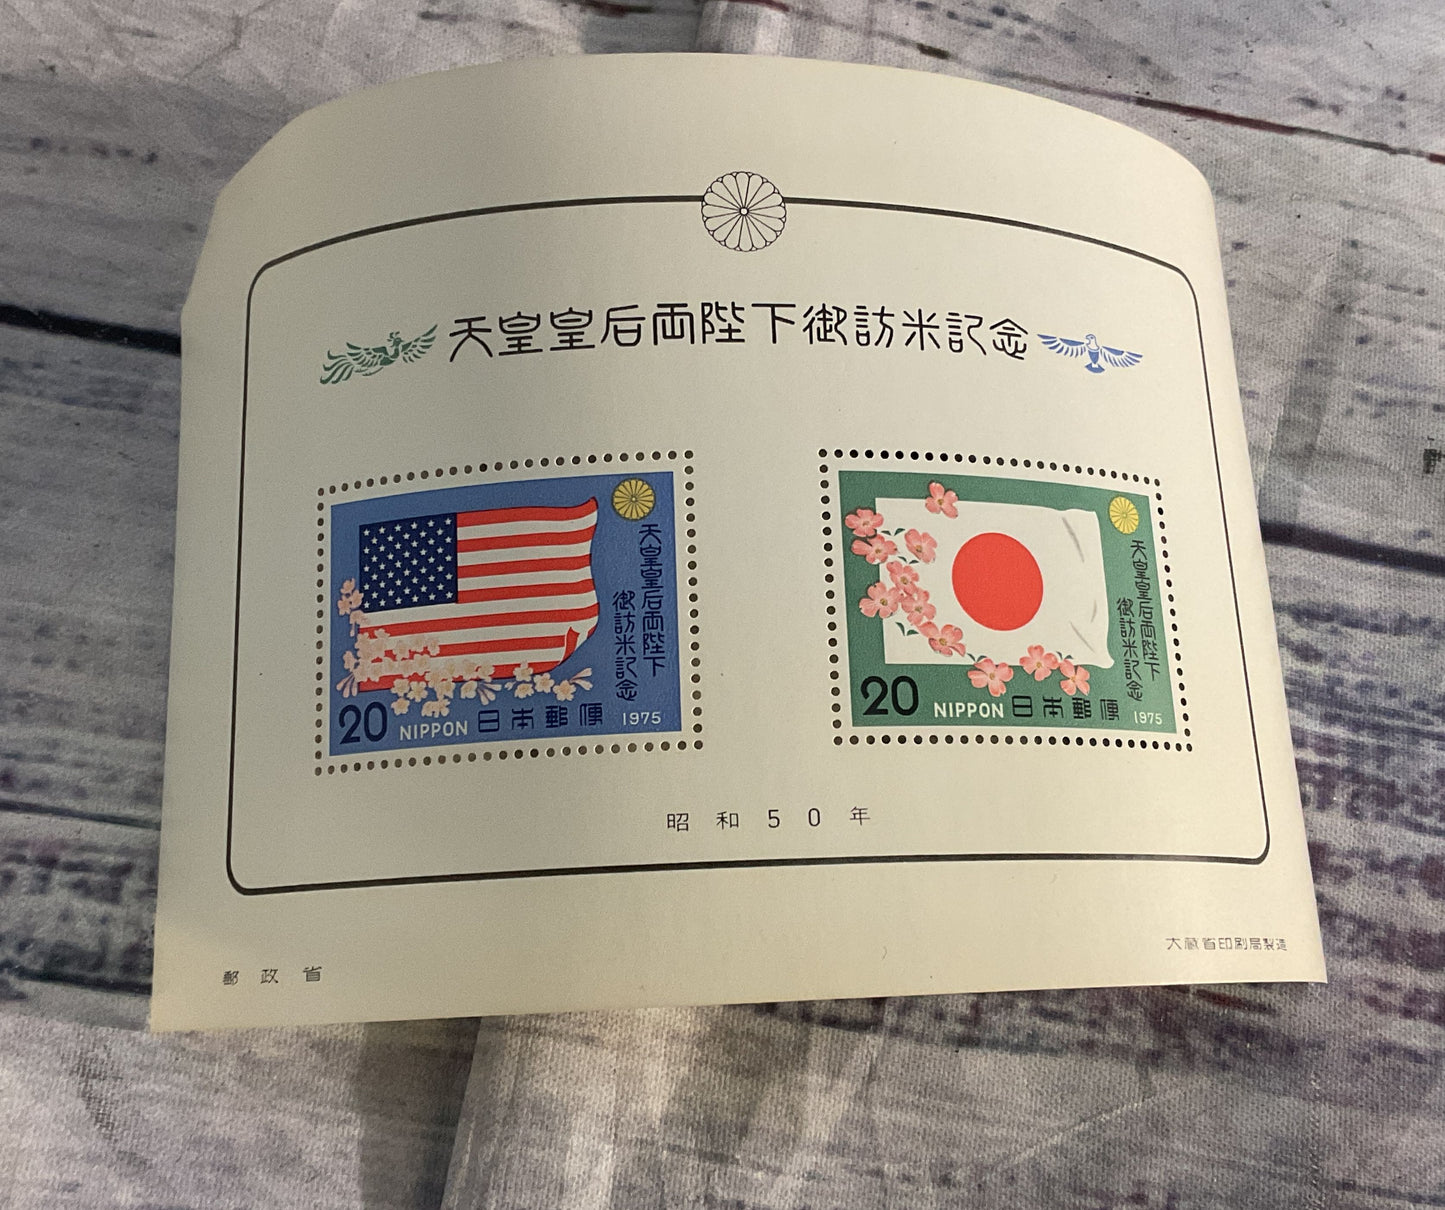 天皇皇后両陛下御訪米記念
天皇皇后両陛下
御訪米記念
20 NIPPON 日本郵便 1975
天皇皇后両陛下
御訪米記念
20 NIPPON 日本郵便 1975
昭和50年
郵政省
大蔵省印刷局製造